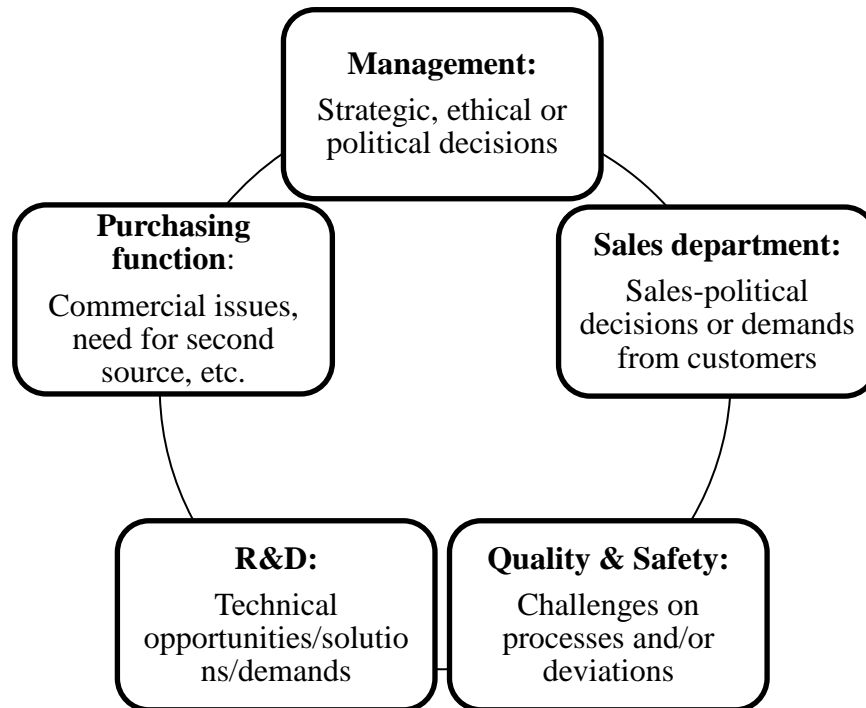 Management:
Strategic, ethical or
political decisions
Purchasing
function:
Commercial issues,
need for second
source, etc.
Sales department:
Sales-political
decisions or demands
from customers
R&D:
Technical
opportunities/solutio
ns/demands
Quality & Safety:
Challenges on
processes and/or
deviations